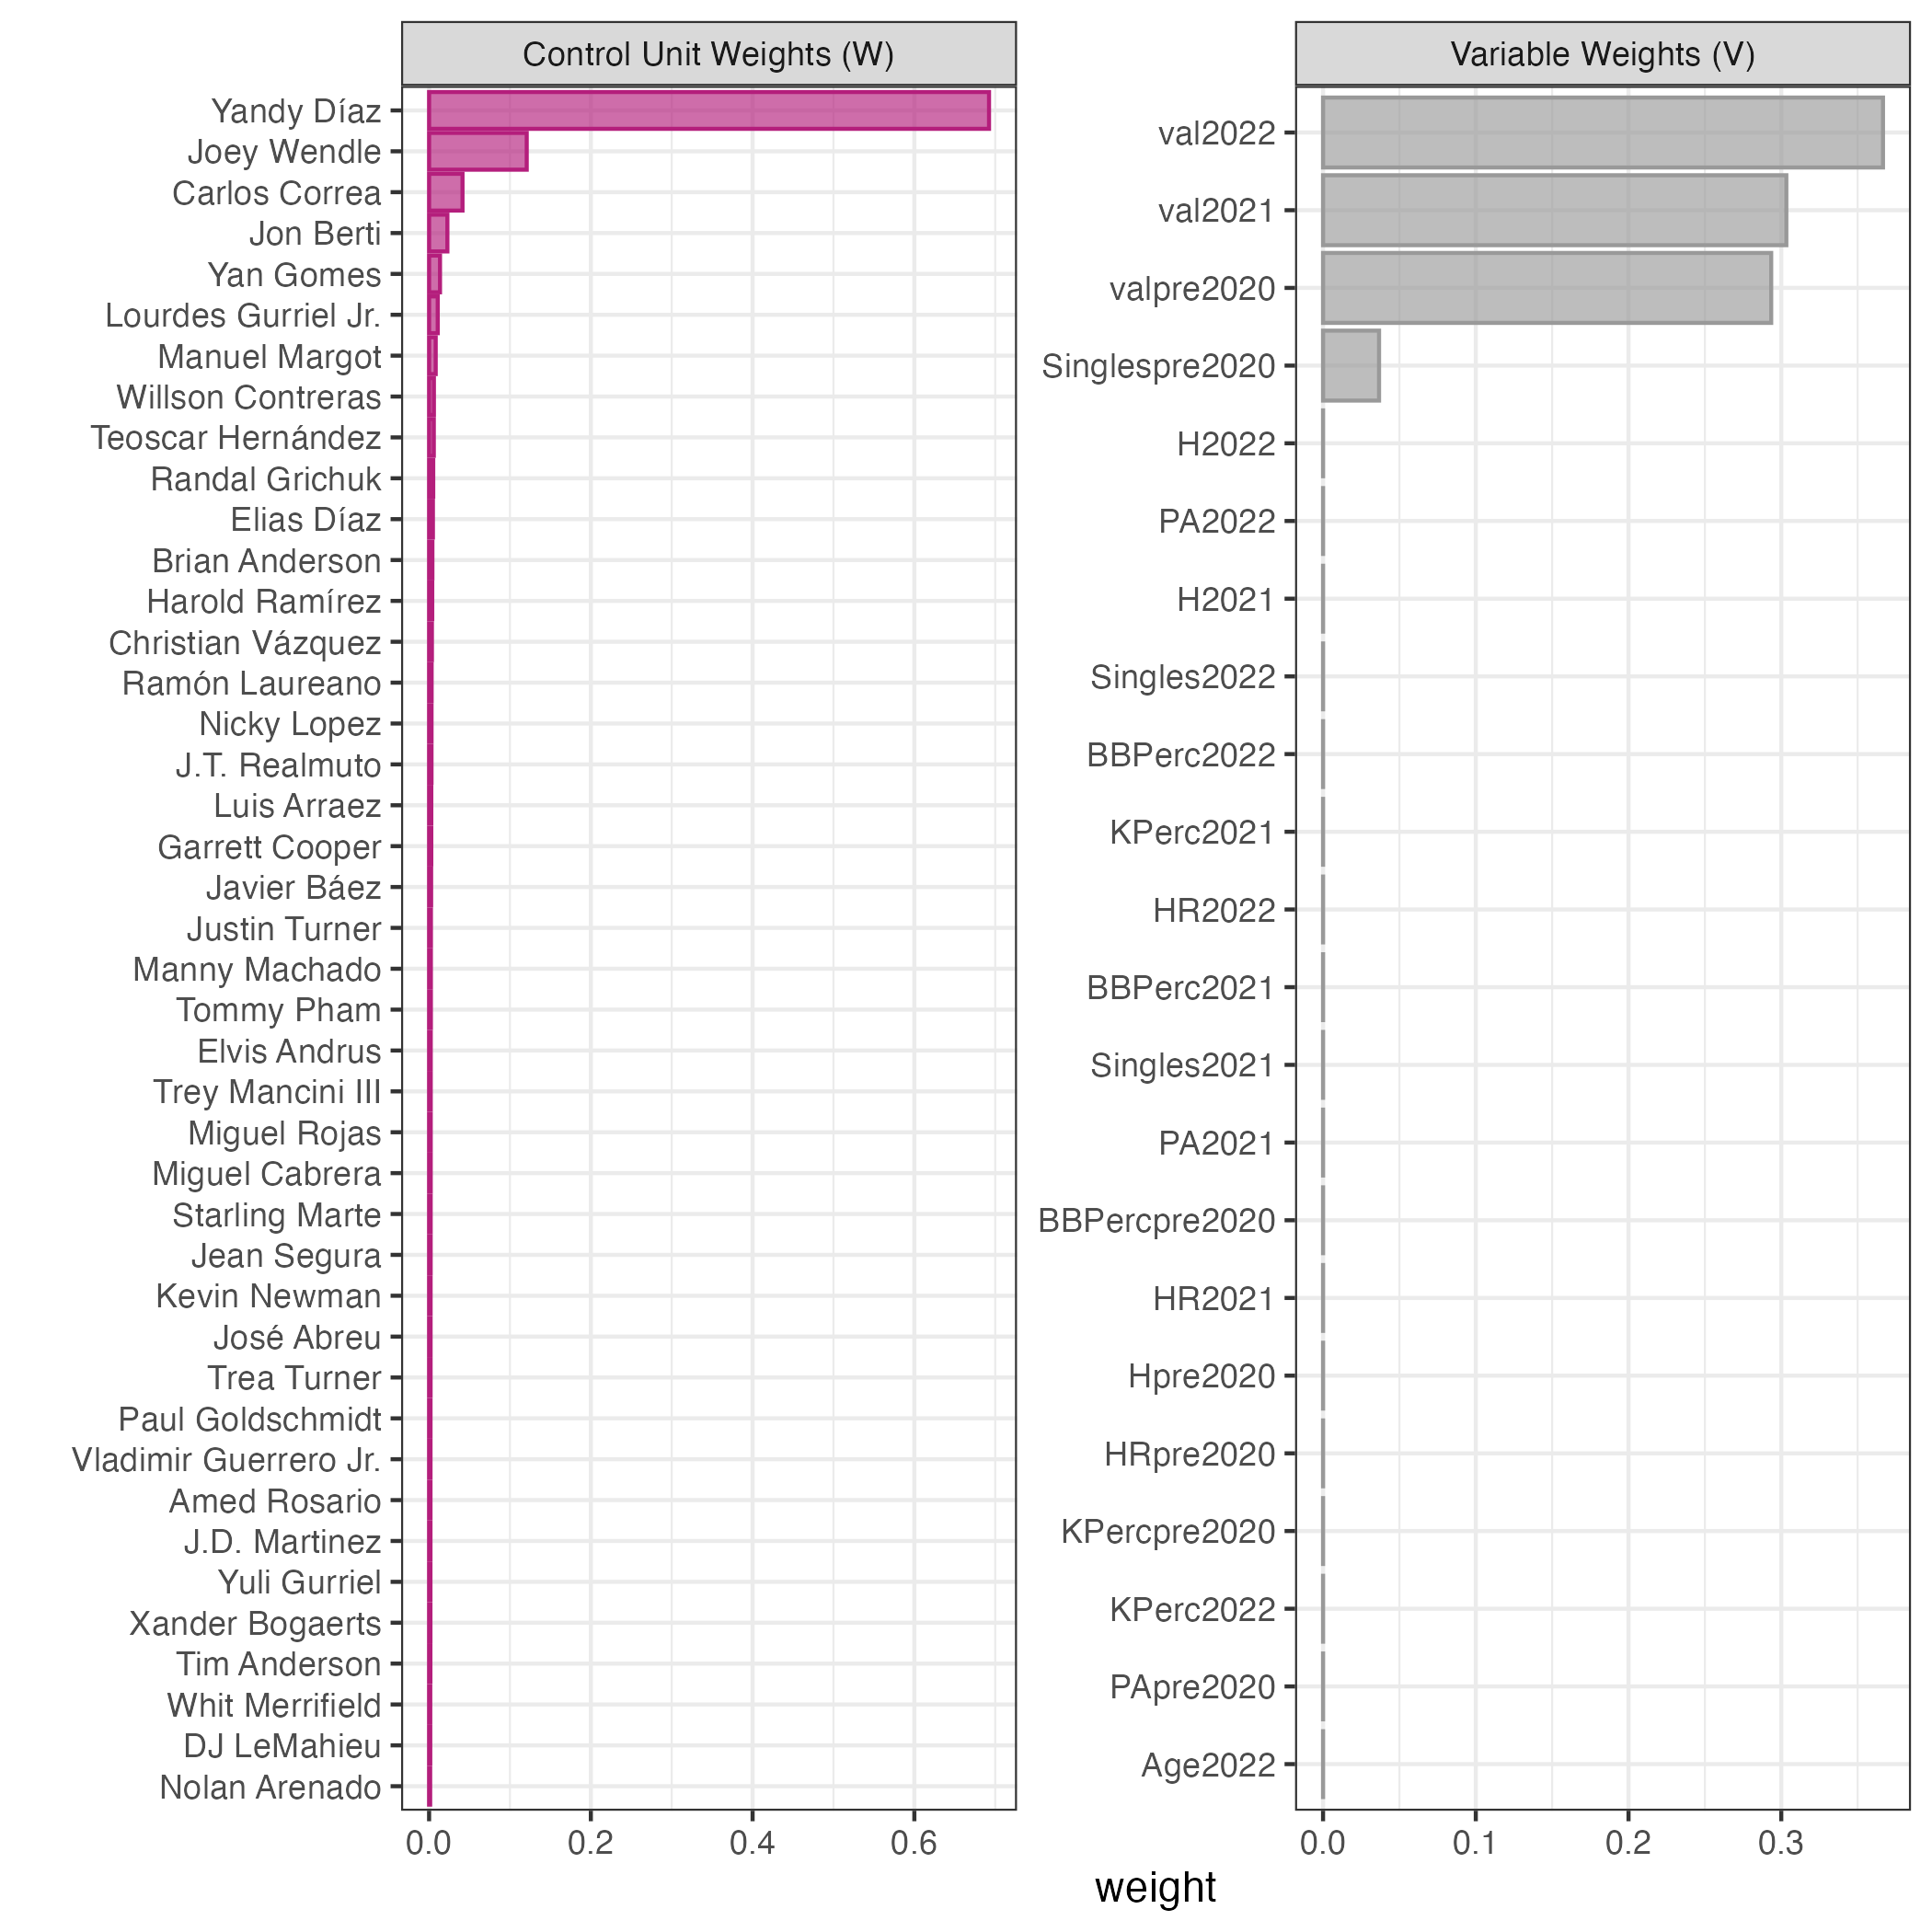 Control Unit Weights (W)
Yandy Díaz
Joey Wendle
Carlos Correa
Jon Berti
Yan Gomes
Lourdes Gurriel Jr.
Manuel Margot
Willson Contreras
Teoscar Hernández
Randal Grichuk
Elias Díaz
Brian Anderson
Harold Ramírez
Christian Vázquez
Ramón Laureano
Nicky Lopez
J.T. Realmuto
Luis Arraez
Garrett Cooper
Javier Báez
Justin Turner
Manny Machado
Tommy Pham
Elvis Andrus
Trey Mancini III
Miguel Rojas
Miguel Cabrera
Starling Marte
Jean Segura
Kevin Newman
José Abreu
Trea Turner
Paul Goldschmidt
Vladimir Guerrero Jr.
Amed Rosario
J.D. Martinez
Yuli Gurriel
Xander Bogaerts
Tim Anderson
Whit Merrifield
DJ LeMahieu
Nolan Arenado
0.0 0.2 0.4 0.6
Variable Weights (V)
val2022
val2021
valpre2020
Singlespre2020
H2022
PA2022
H2021
Singles2022
BBPerc2022
KPerc2021
HR2022
BBPerc2021
Singles2021
PA2021
BBPercpre2020
HR2021
Hpre2020
HRpre2020
KPercpre2020
KPerc2022
PApre2020
Age2022
0.0 0.1 0.2 0.3
weight